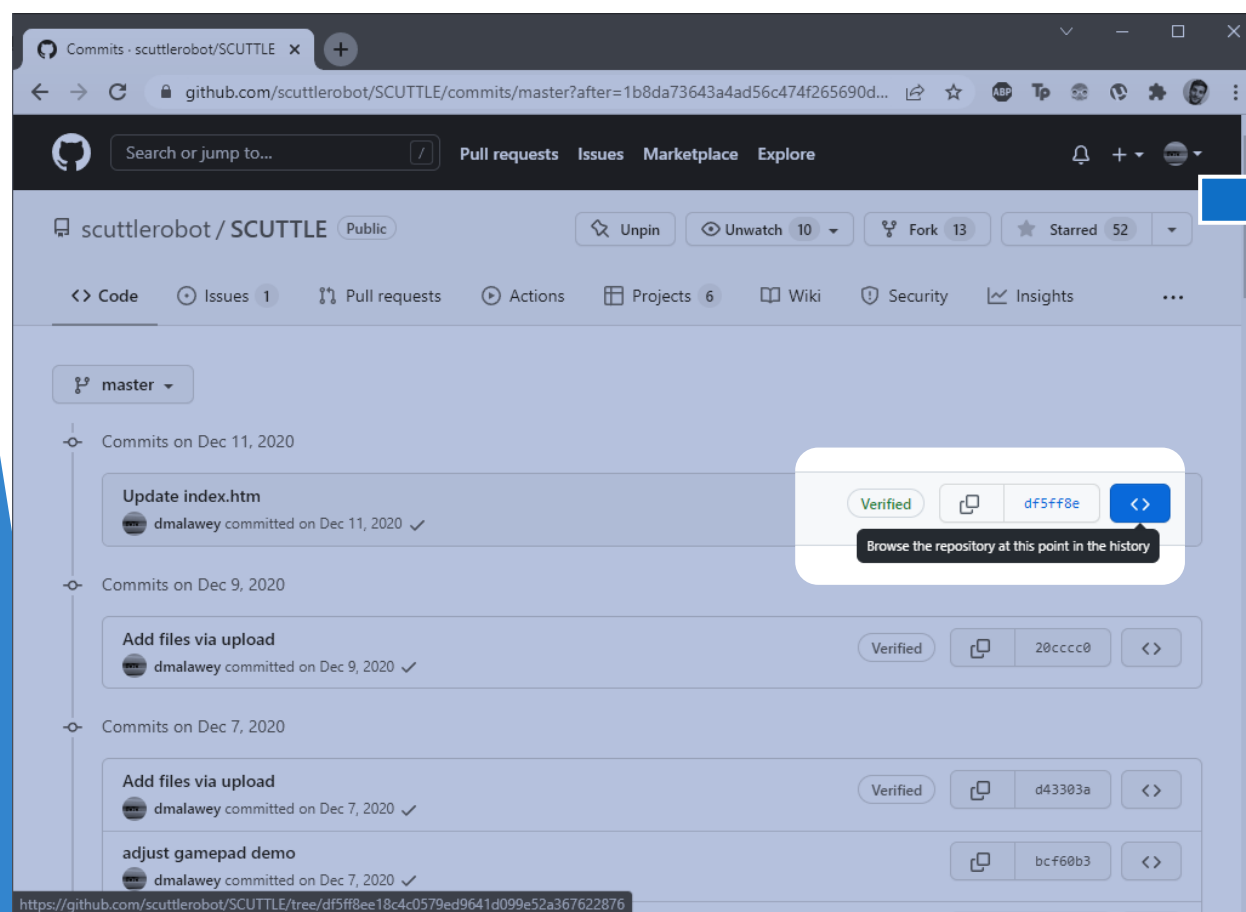 Commits · scuttlerobot/SCUTTLE
github.com/scuttlerobot/SCUTTLE/commits/master?after=1b8da73643a4ad56c474f265690d...
ABP
Tp
Search or jump to...
/
Pull requests Issues Marketplace Explore
scuttlerobot / SCUTTLE Public
Unpin Unwatch 10 Fork 13 Starred 52
<> Code Issues 1 Pull requests Actions Projects 6 Wiki Security Insights ...
master
Commits on Dec 11, 2020
Update index.htm
dmalawey committed on Dec 11, 2020
Verified df5ff8e <>
Browse the repository at this point in the history
Commits on Dec 9, 2020
Add files via upload
dmalawey committed on Dec 9, 2020
Verified 20cccc0 <>
Commits on Dec 7, 2020
Add files via upload
dmalawey committed on Dec 7, 2020
Verified d43303a <>
adjust gamepad demo
dmalawey committed on Dec 7, 2020
bcf60b3 <>
https://github.com/scuttlerobot/SCUTTLE/tree/df5ff8ee18c4c0579ed9641d099e52a367622876